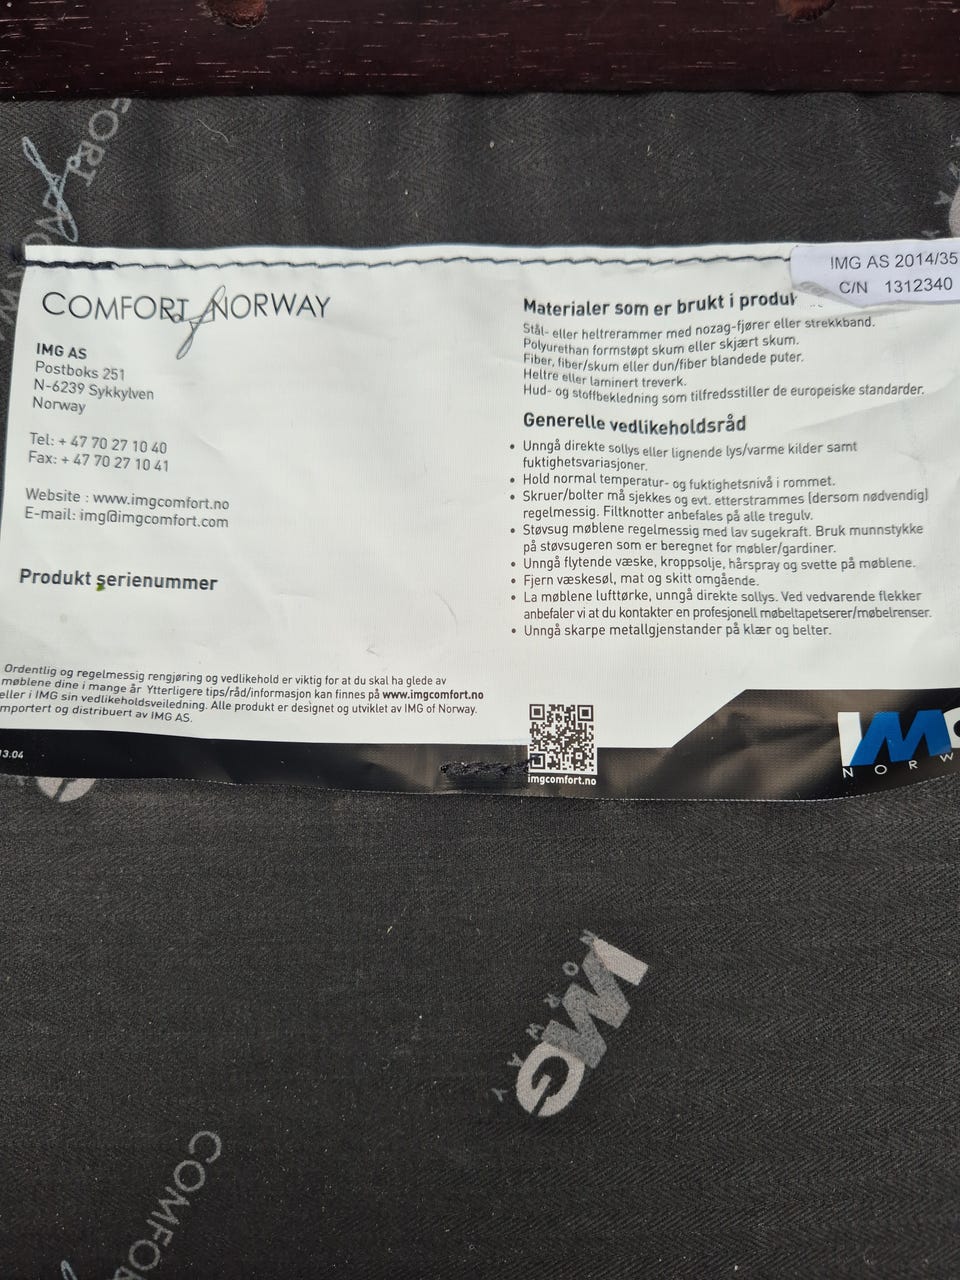 COMFORT of NORWAY
IMG AS
Postboks 251
N-6239 Sykkylven
Norway
Tel: + 47 70 27 10 40
Fax: + 47 70 27 10 41
Website : www.imgcomfort.no
E-mail: img@imgcomfort.com
Produkt serienummer
Ordentlig og regelmessig rengjøring og vedlikehold er viktig for at du skal ha glede av
møblene dine i mange år. Ytterligere tips/råd/informasjon kan finnes på www.imgcomfort.no
eller i IMG sin vedlikeholdsveiledning. Alle produkt er designet og utviklet av IMG of Norway.
mportert og distribuert av IMG AS.
3.04
IMG AS 2014/35
C/N 1312340
Materialer som er brukt i produk
Stål- eller heltrerammer med nozag-fjører eller strekkband.
Polyurethan formstøpt skum eller skjært skum.
Fiber, fiber/skum eller dun/fiber blandede puter.
Heltre eller laminert treverk.
Hud- og stoffbekledning som tilfredsstiller de europeiske standarder.
Generelle vedlikeholdsråd
• Unngå direkte sollys eller lignende lys/varme kilder samt
fuktighetsvariasjoner.
• Hold normal temperatur- og fuktighetsnivå i rommet.
• Skruer/bolter må sjekkes og evt. etterstrammes (dersom nødvendig)
regelmessig. Filtknotter anbefales på alle tregulv.
• Støvsug møblene regelmessig med lav sugekraft. Bruk munnstykke
på støvsugeren som er beregnet for møbler/gardiner.
• Unngå flytende væske, kroppsolje, hårspray og svette på møblene.
• Fjern væskesøl, mat og skitt omgående.
• La møblene lufttørke, unngå direkte sollys. Ved vedvarende flekker
anbefaler vi at du kontakter en profesjonell møbeltapetserer/møbelrenser.
• Unngå skarpe metallgjenstander på klær og belter.
imgcomfort.no
IMG
NORW
IMG
NORWAY
COMFO